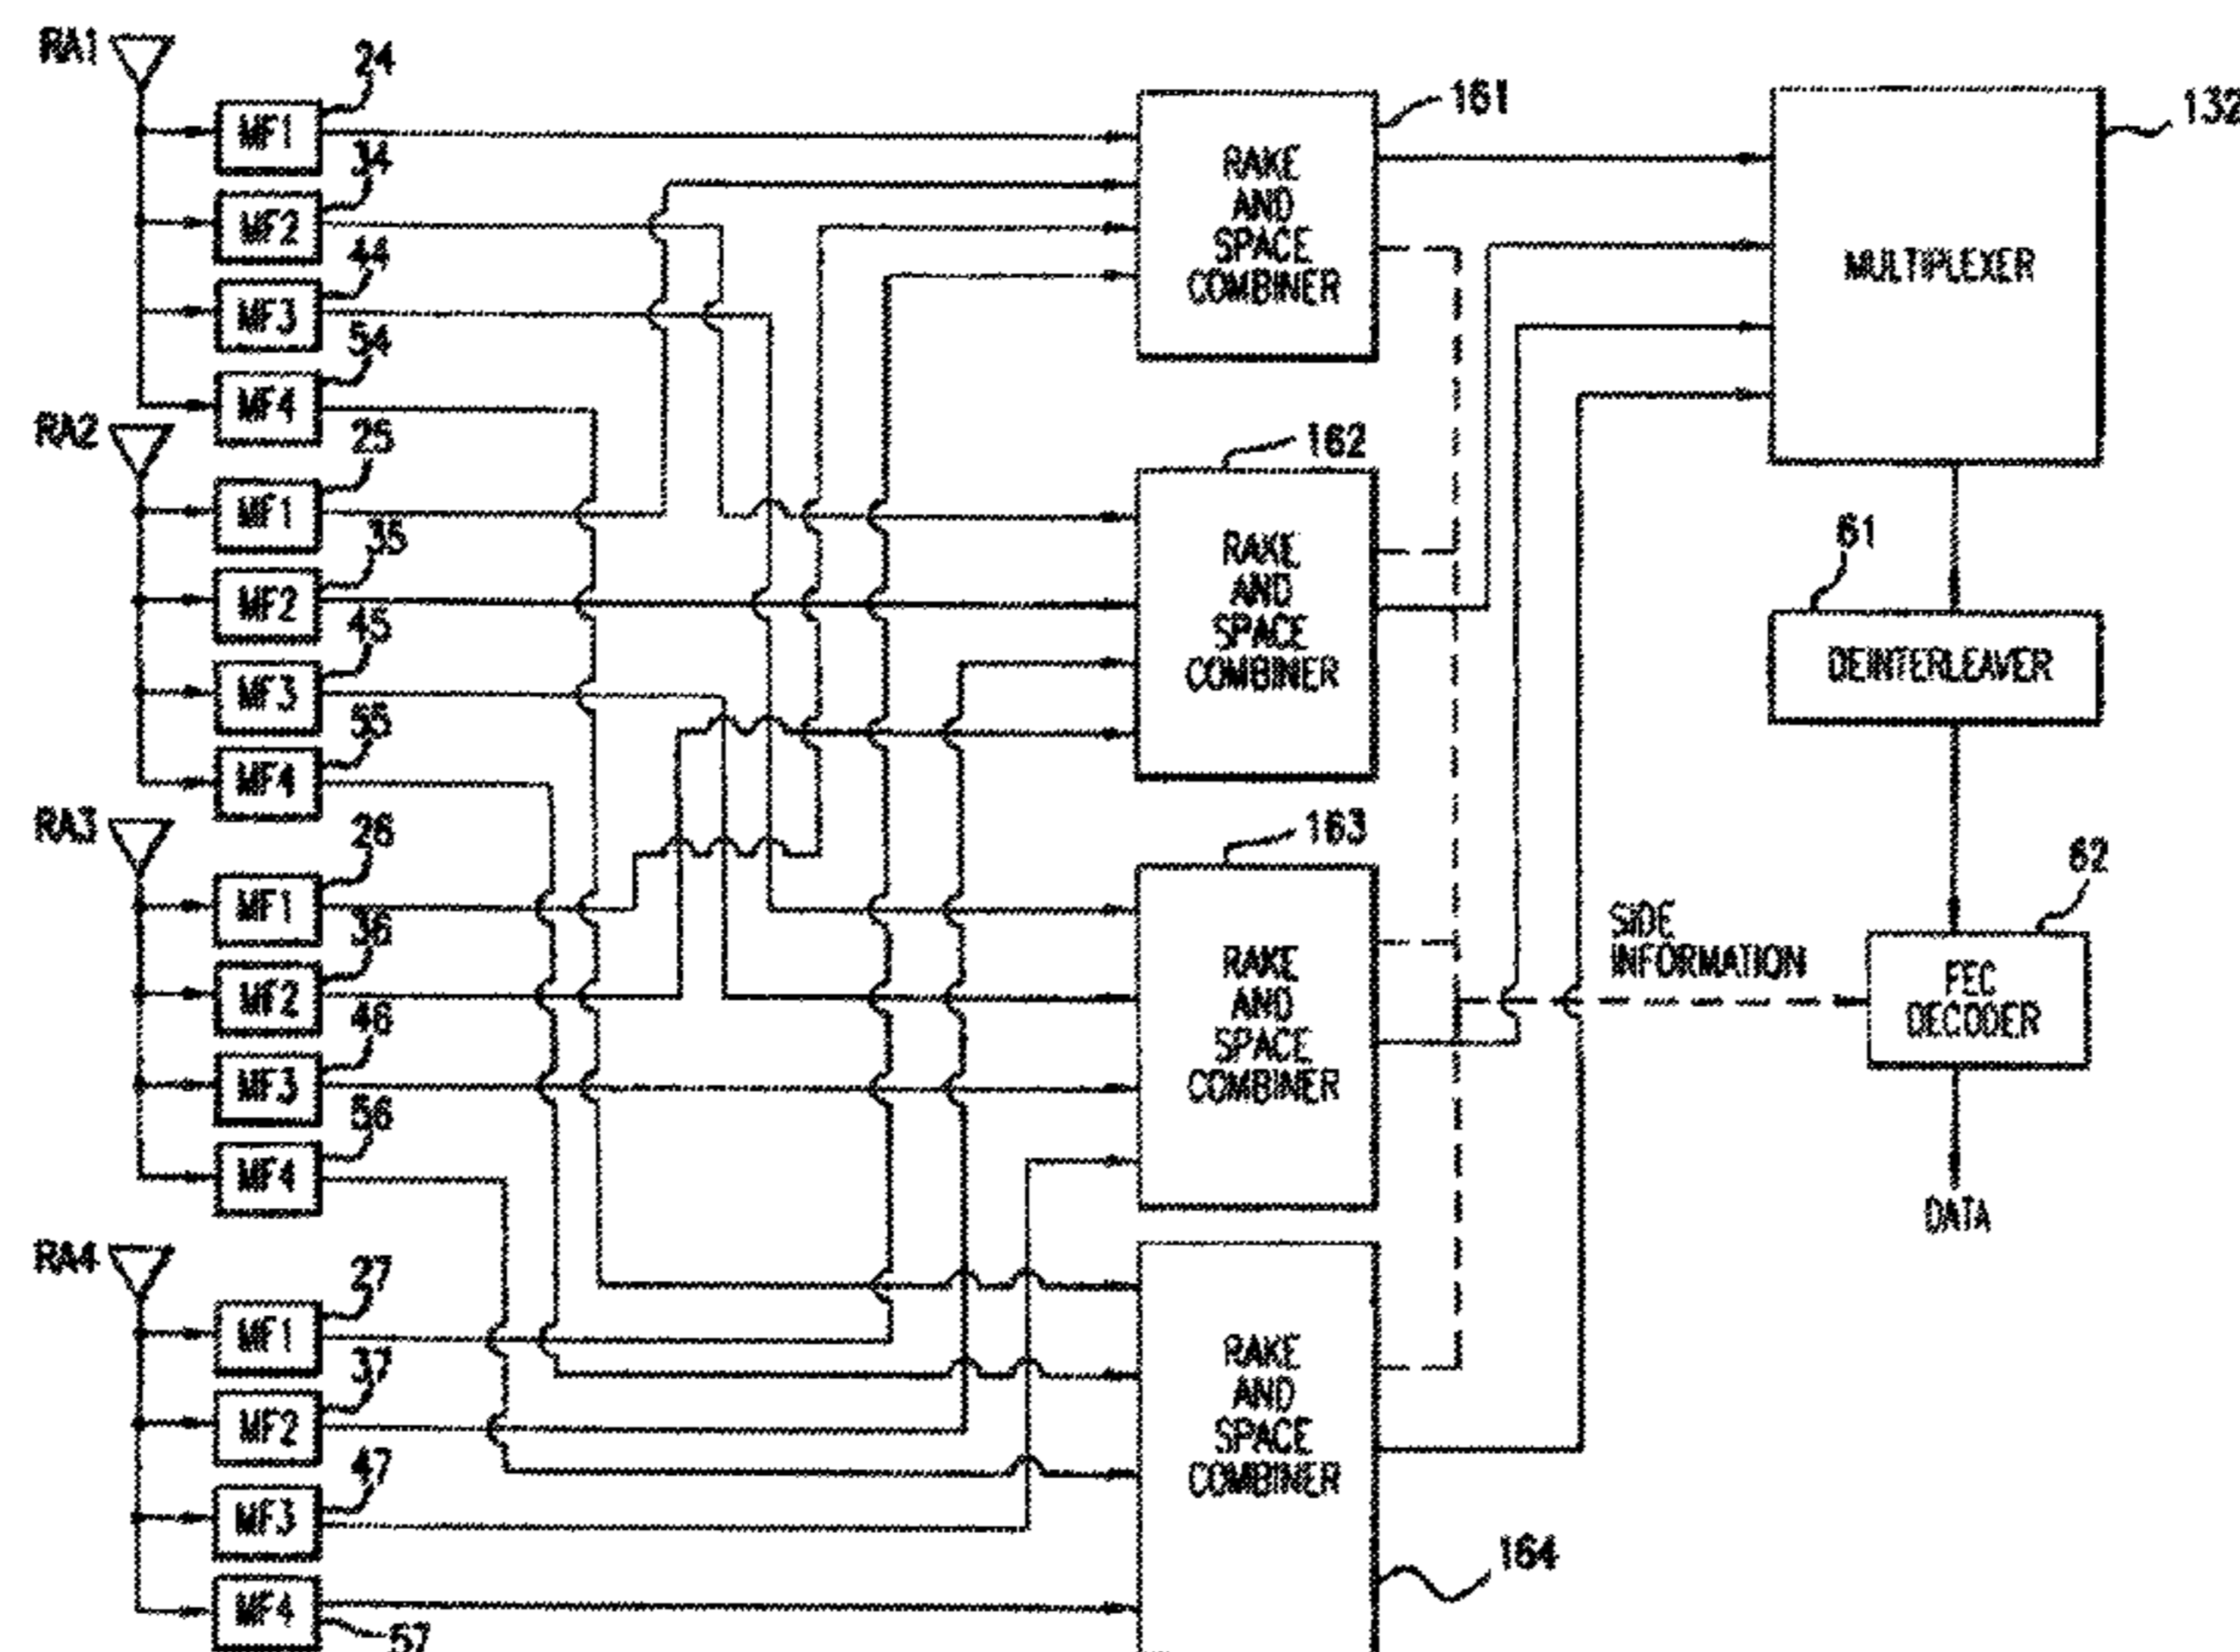 RA1
24
MF1
34
MF2
44
MF3
54
MF4
RA2
25
MF1
35
MF2
45
MF3
55
MF4
RA3
26
MF1
36
MF2
46
MF3
56
MF4
RA4
27
MF1
37
MF2
47
MF3
MF4
57
161
RAKE
AND
SPACE
COMBINER
162
RAKE
AND
SPACE
COMBINER
163
RAKE
AND
SPACE
COMBINER
RAKE
AND
SPACE
COMBINER
164
132
MULTIPLEXER
61
DEINTERLEAVER
62
SIDE
INFORMATION
FEC
DECODER
DATA